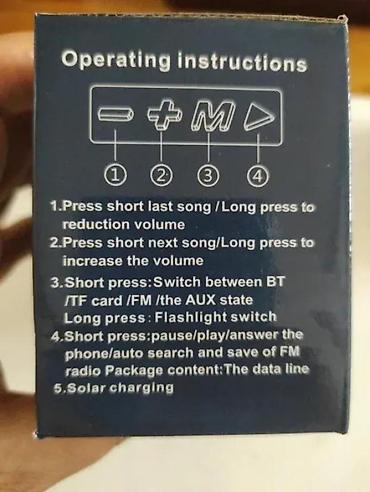 Operating instructions
− + M ▷
① ② ③ ④
1.Press short last song /Long press to
reduction volume
2.Press short next song/Long press to
increase the volume
3.Short press:Switch between BT
/TF card /FM /the AUX state
Long press: Flashlight switch
4.Short press:pause/play/answer the
phone/auto search and save of FM
radio Package content:The data line
5.Solar charging